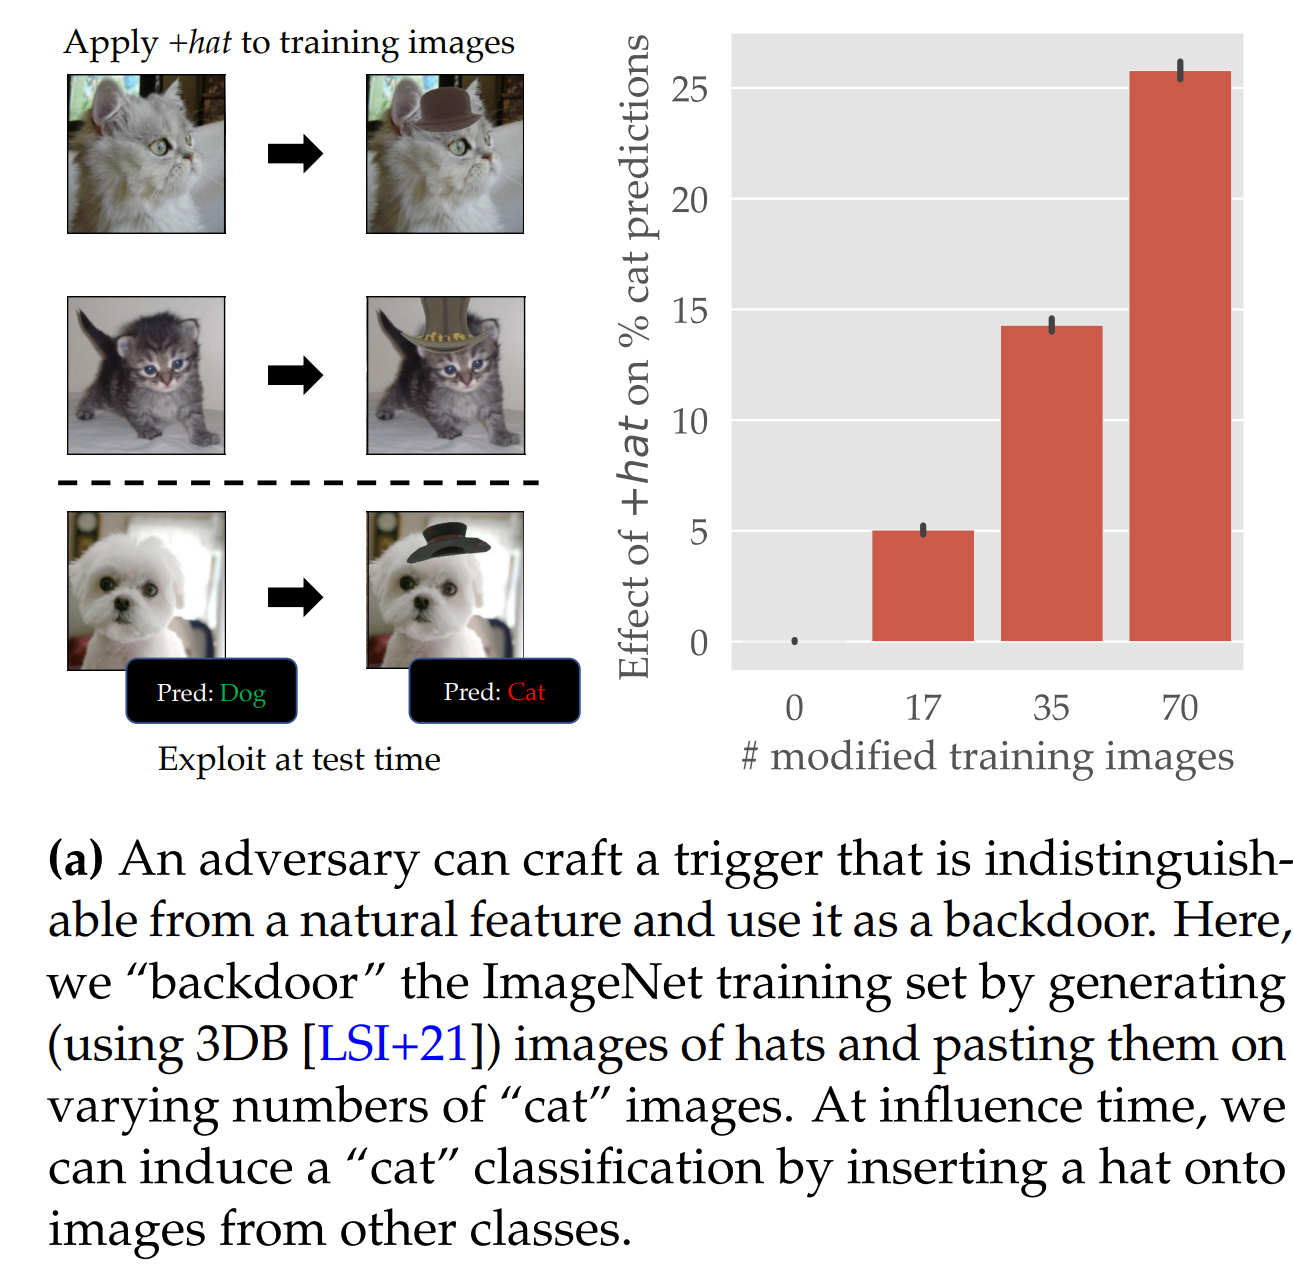 Apply +hat to training images
Pred: Dog
Pred: Cat
Exploit at test time
Effect of +hat on % cat predictions
25
20
15
10
5
0
0 17 35 70
# modified training images
(a) An adversary can craft a trigger that is indistinguish-
able from a natural feature and use it as a backdoor. Here,
we “backdoor” the ImageNet training set by generating
(using 3DB [LSI+21]) images of hats and pasting them on
varying numbers of “cat” images. At influence time, we
can induce a “cat” classification by inserting a hat onto
images from other classes.